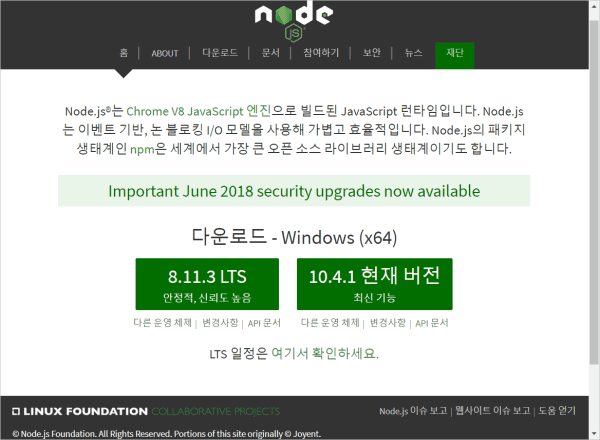 node
JS
홈 | ABOUT | 다운로드 | 문서 | 참여하기 | 보안 | 뉴스 | 재단
Node.js®는 Chrome V8 JavaScript 엔진으로 빌드된 JavaScript 런타임입니다. Node.js
는 이벤트 기반, 논 블로킹 I/O 모델을 사용해 가볍고 효율적입니다. Node.js의 패키지
생태계인 npm은 세계에서 가장 큰 오픈 소스 라이브러리 생태계이기도 합니다.
Important June 2018 security upgrades now available
다운로드 - Windows (x64)
8.11.3 LTS
안정적, 신뢰도 높음
다른 운영 체제 | 변경사항 | API 문서
10.4.1 현재 버전
최신 기능
다른 운영 체제 | 변경사항 | API 문서
LTS 일정은 여기서 확인하세요.
LINUX FOUNDATION COLLABORATIVE PROJECTS
Node.js 이슈 보고 | 웹사이트 이슈 보고 | 도움 얻기
© Node.js Foundation. All Rights Reserved. Portions of this site originally © Joyent.